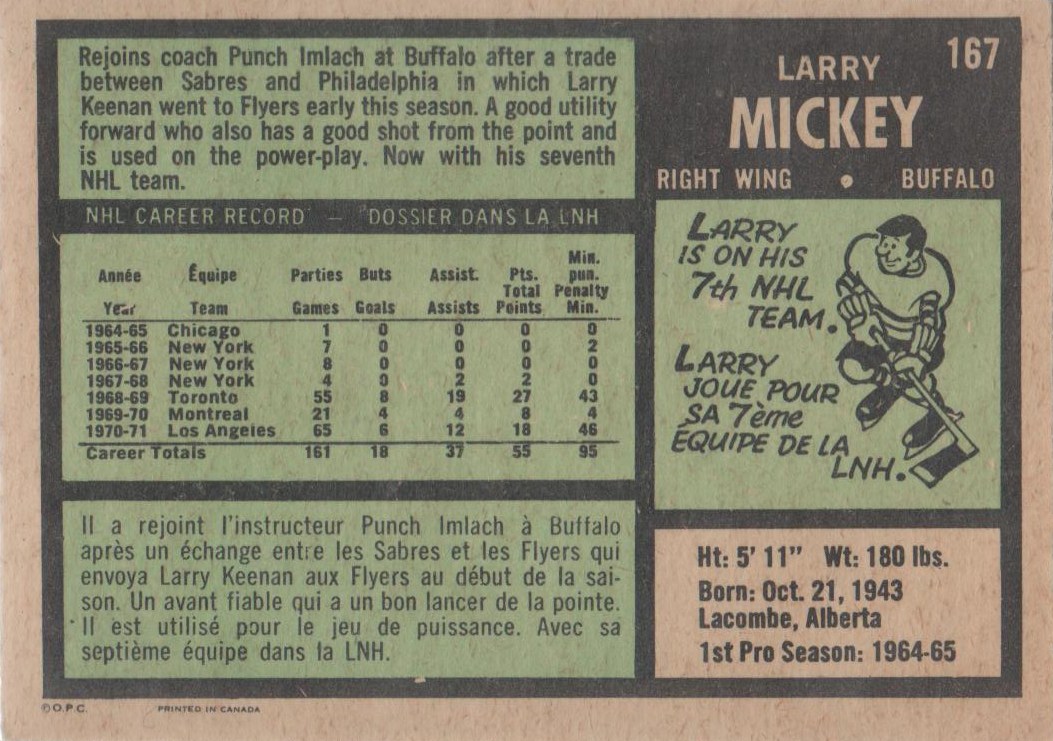 Rejoins coach Punch Imlach at Buffalo after a trade
between Sabres and Philadelphia in which Larry
Keenan went to Flyers early this season. A good utility
forward who also has a good shot from the point and
is used on the power-play. Now with his seventh
NHL team.
167
LARRY
MICKEY
RIGHT WING • BUFFALO
NHL CAREER RECORD — DOSSIER DANS LA LNH
Année Équipe Parties Buts Assist. Pts. Min. pun.
Year Team Games Goals Assists Total Points Penalty Min.
1964-65 Chicago 1 0 0 0 0
1965-66 New York 7 0 0 0 2
1966-67 New York 8 0 0 0 0
1967-68 New York 4 0 2 2 0
1968-69 Toronto 55 8 19 27 43
1969-70 Montreal 21 4 4 8 4
1970-71 Los Angeles 65 6 12 18 46
Career Totals 161 18 37 55 95
LARRY
IS ON HIS
7th NHL
TEAM.
LARRY
JOUE POUR
SA 7ème
ÉQUIPE DE LA
LNH.
Il a rejoint l'instructeur Punch Imlach à Buffalo
après un échange entre les Sabres et les Flyers qui
envoya Larry Keenan aux Flyers au début de la sai-
son. Un avant fiable qui a un bon lancer de la pointe.
Il est utilisé pour le jeu de puissance. Avec sa
septième équipe dans la LNH.
Ht: 5' 11" Wt: 180 lbs.
Born: Oct. 21, 1943
Lacombe, Alberta
1st Pro Season: 1964-65
©O.P.C. PRINTED IN CANADA